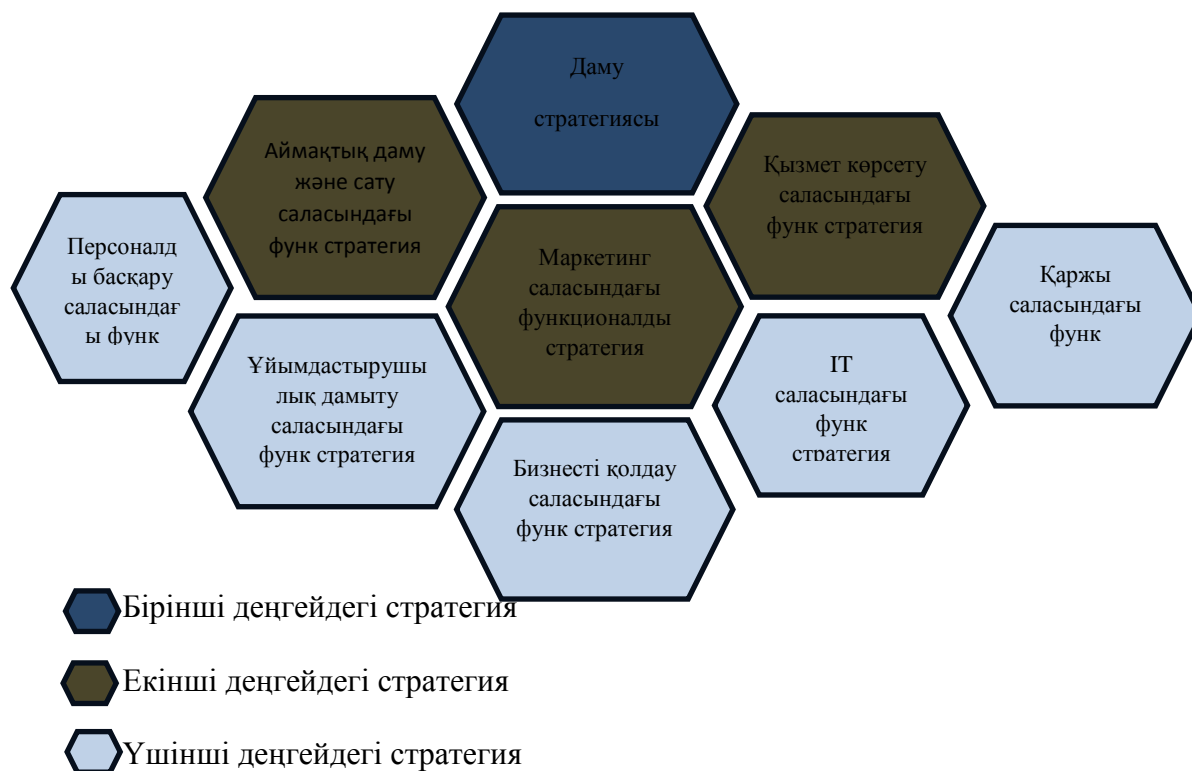 Даму
стратегиясы
Аймақтық даму
және сату
саласындағы
функ стратегия
Қызмет көрсету
саласындағы
функ стратегия
Персоналд
ы басқару
саласындағ
ы функ
Маркетинг
саласындағы
функционалды
стратегия
Қаржы
саласындағы
функ
Ұйымдастырушы
лық дамыту
саласындағы
функ стратегия
IT
саласындағы
функ
стратегия
Бизнесті қолдау
саласындағы
функ стратегия
Бірінші деңгейдегі стратегия
Екінші деңгейдегі стратегия
Үшінші деңгейдегі стратегия